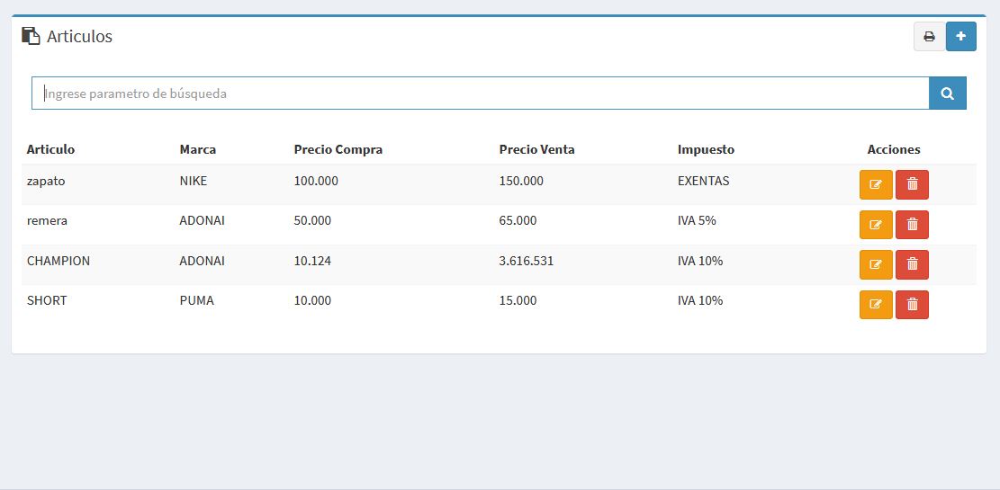 Articulos
Ingrese parametro de búsqueda
Articulo Marca Precio Compra Precio Venta Impuesto Acciones
zapato NIKE 100.000 150.000 EXENTAS
remera ADONAI 50.000 65.000 IVA 5%
CHAMPION ADONAI 10.124 3.616.531 IVA 10%
SHORT PUMA 10.000 15.000 IVA 10%